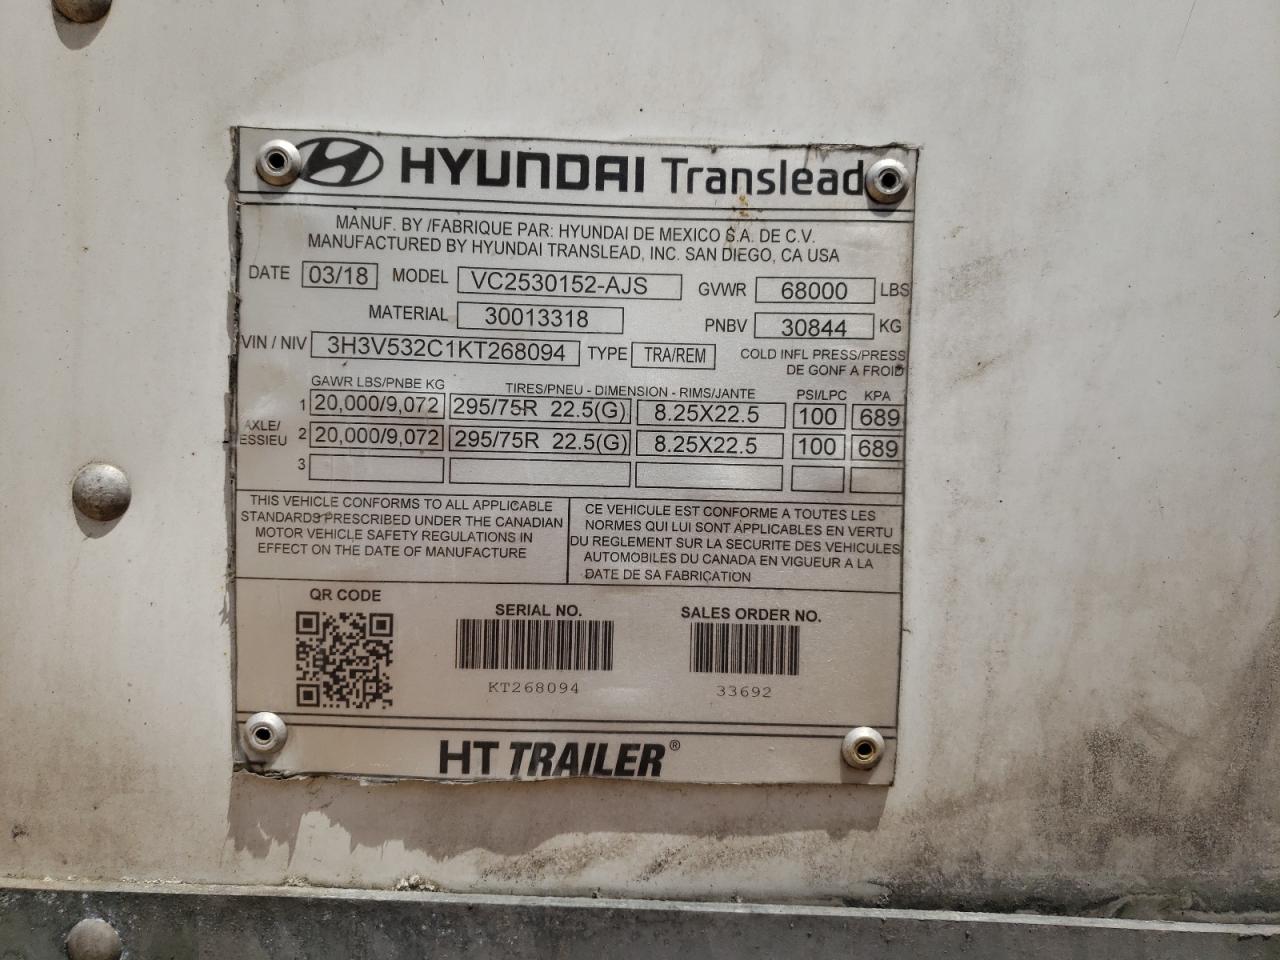 HYUNDAI Translead
MANUF. BY /FABRIQUE PAR: HYUNDAI DE MEXICO S.A. DE C.V.
MANUFACTURED BY HYUNDAI TRANSLEAD, INC. SAN DIEGO, CA USA
DATE 03/18 MODEL VC2530152-AJS GVWR 68000 LBS
MATERIAL 30013318 PNBV 30844 KG
VIN / NIV 3H3V532C1KT268094 TYPE TRA/REM COLD INFL PRESS/PRESS
DE GONF A FROID
GAWR LBS/PNBE KG TIRES/PNEU - DIMENSION - RIMS/JANTE PSI/LPC KPA
AXLE/
ESSIEU
1 20,000/9,072 295/75R 22.5(G) 8.25X22.5 100 689
2 20,000/9,072 295/75R 22.5(G) 8.25X22.5 100 689
3
THIS VEHICLE CONFORMS TO ALL APPLICABLE
STANDARDS PRESCRIBED UNDER THE CANADIAN
MOTOR VEHICLE SAFETY REGULATIONS IN
EFFECT ON THE DATE OF MANUFACTURE
CE VEHICULE EST CONFORME A TOUTES LES
NORMES QUI LUI SONT APPLICABLES EN VERTU
DU REGLEMENT SUR LA SECURITE DES VEHICULES
AUTOMOBILES DU CANADA EN VIGUEUR A LA
DATE DE SA FABRICATION
QR CODE
SERIAL NO.
KT268094
SALES ORDER NO.
33692
HT TRAILER®